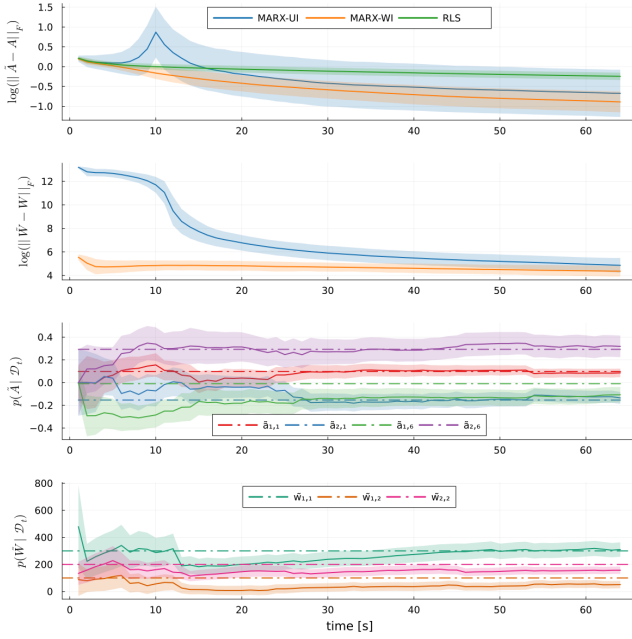 MARX-UI MARX-WI RLS
log(|| Ã − A||_F)
1.5
1.0
0.5
0.0
−0.5
−1.0
0 10 20 30 40 50 60
log(|| W̃ − W||_F)
12
10
8
6
4
0 10 20 30 40 50 60
p(Ã | 𝒟_t)
0.4
0.2
0.0
−0.2
−0.4
ã₁,₁ ã₂,₁ ã₁,₆ ã₂,₆
0 10 20 30 40 50 60
p(W̃ | 𝒟_t)
800
600
400
200
0
w̃₁,₁ w̃₁,₂ w̃₂,₂
0 10 20 30 40 50 60
time [s]